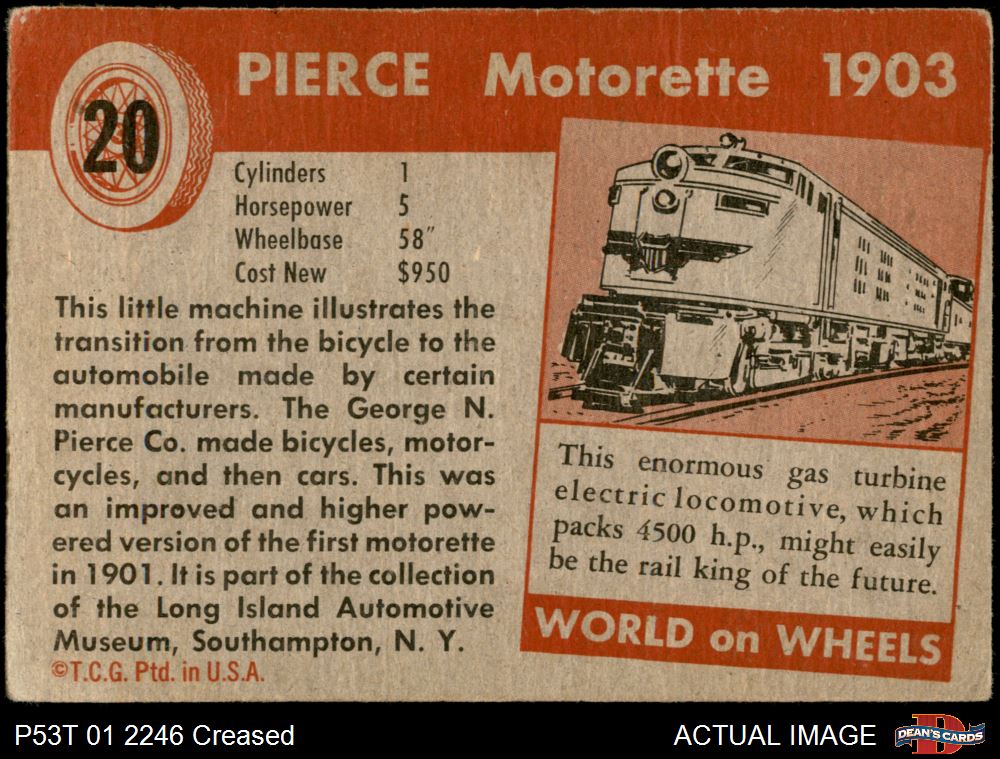 20
PIERCE Motorette 1903
Cylinders 1
Horsepower 5
Wheelbase 58"
Cost New $950
This little machine illustrates the
transition from the bicycle to the
automobile made by certain
manufacturers. The George N.
Pierce Co. made bicycles, motor-
cycles, and then cars. This was
an improved and higher pow-
ered version of the first motorette
in 1901. It is part of the collection
of the Long Island Automotive
Museum, Southampton, N. Y.
©T.C.G. Ptd. in U.S.A.
This enormous gas turbine
electric locomotive, which
packs 4500 h.p., might easily
be the rail king of the future.
WORLD on WHEELS
P53T 01 2246 Creased
ACTUAL IMAGE
D
DEAN'S CARDS